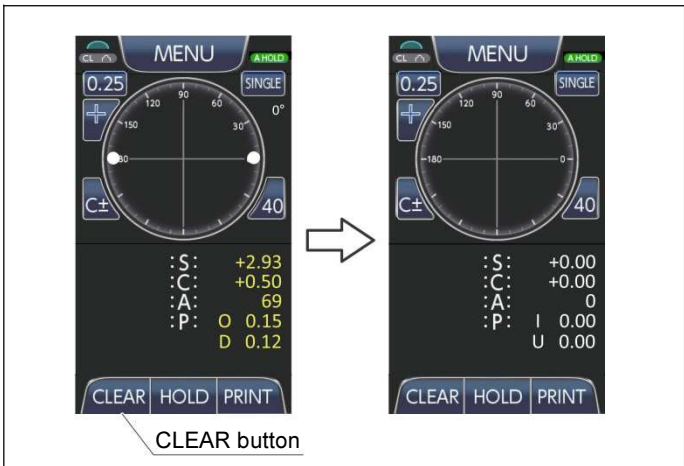 MENU
CL
A HOLD
0.25
SINGLE
90
120
60
0°
150
30
80
C±
40
:S: +2.93
:C: +0.50
:A: 69
:P: O 0.15
D 0.12
CLEAR HOLD PRINT
CLEAR button
MENU
CL
A HOLD
0.25
SINGLE
90
120
60
150
30
180
0
C±
40
:S: +0.00
:C: +0.00
:A: 0
:P: I 0.00
U 0.00
CLEAR HOLD PRINT